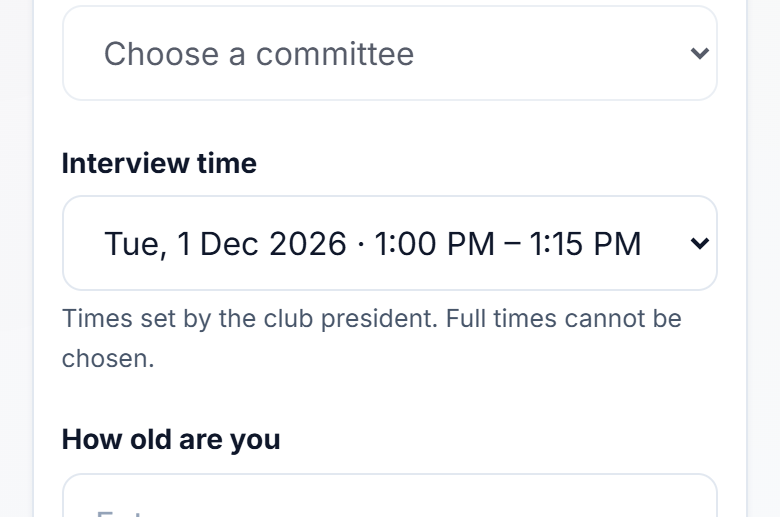 Choose a committee
Interview time
Tue, 1 Dec 2026 · 1:00 PM – 1:15 PM
Times set by the club president. Full times cannot be
chosen.
How old are you